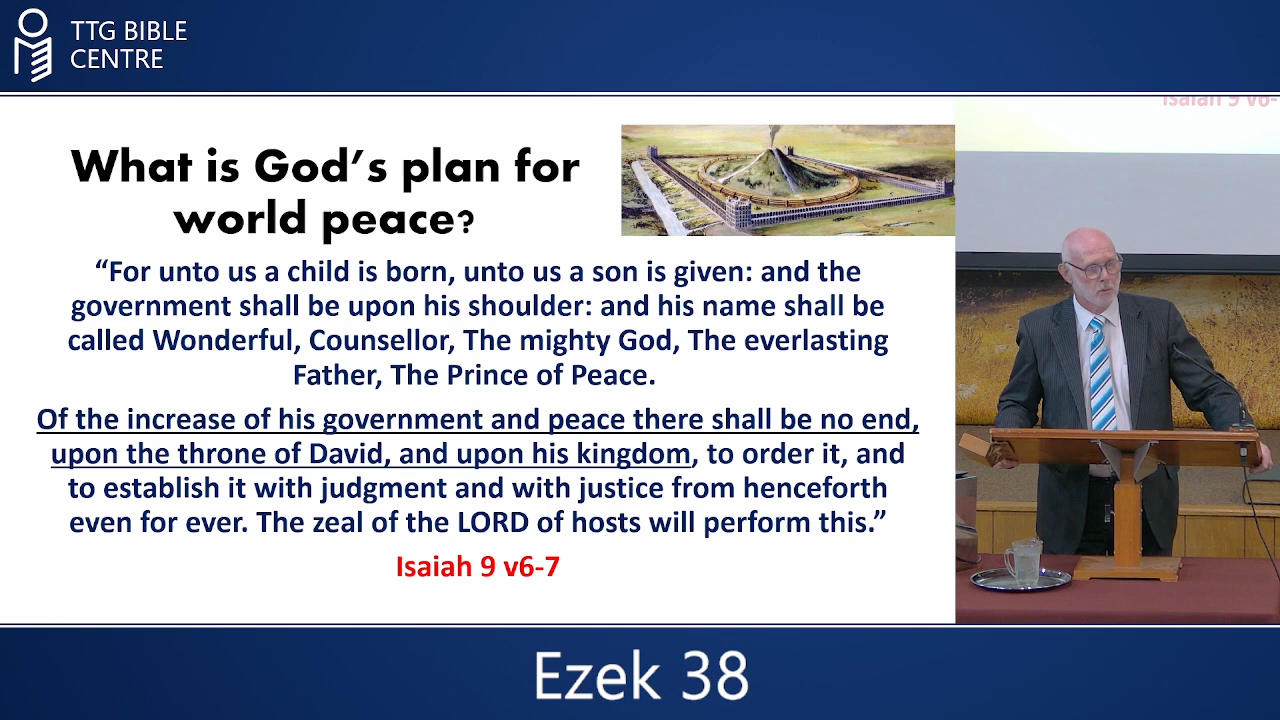 TTG BIBLE
CENTRE
Isaiah 9 v6-
What is God's plan for
world peace?
“For unto us a child is born, unto us a son is given: and the
government shall be upon his shoulder: and his name shall be
called Wonderful, Counsellor, The mighty God, The everlasting
Father, The Prince of Peace.
Of the increase of his government and peace there shall be no end,
upon the throne of David, and upon his kingdom, to order it, and
to establish it with judgment and with justice from henceforth
even for ever. The zeal of the LORD of hosts will perform this.”
Isaiah 9 v6-7
Ezek 38